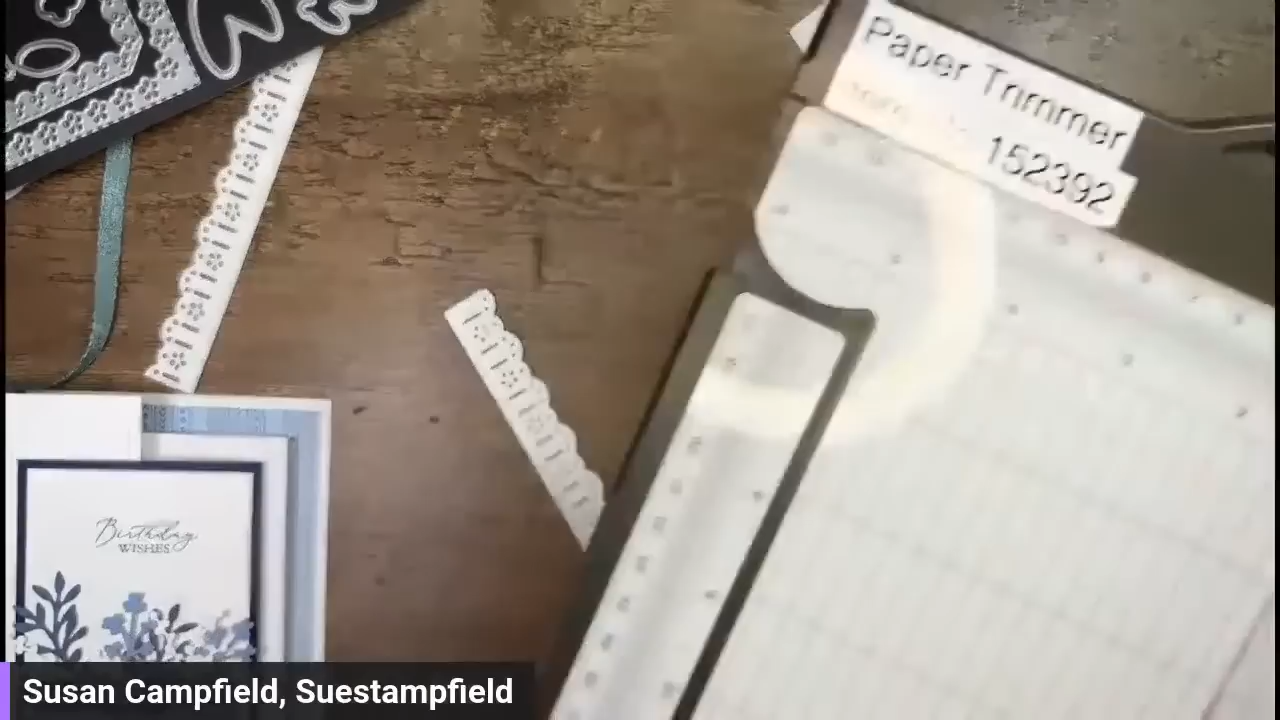 Paper Trimmer
152392
Birthday
WISHES
Susan Campfield, Suestampfield